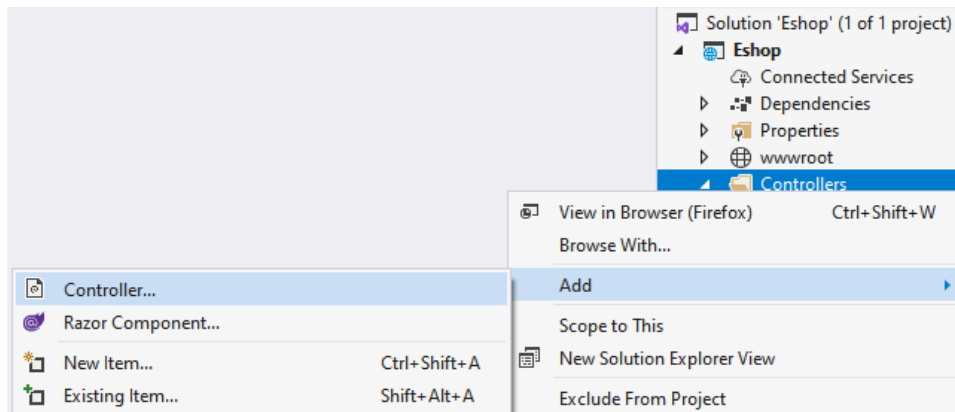 Solution 'Eshop' (1 of 1 project)
Eshop
Connected Services
Dependencies
Properties
wwwroot
Controllers
View in Browser (Firefox) Ctrl+Shift+W
Browse With...
Add
Scope to This
New Solution Explorer View
Exclude From Project
Controller...
Razor Component...
New Item... Ctrl+Shift+A
Existing Item... Shift+Alt+A